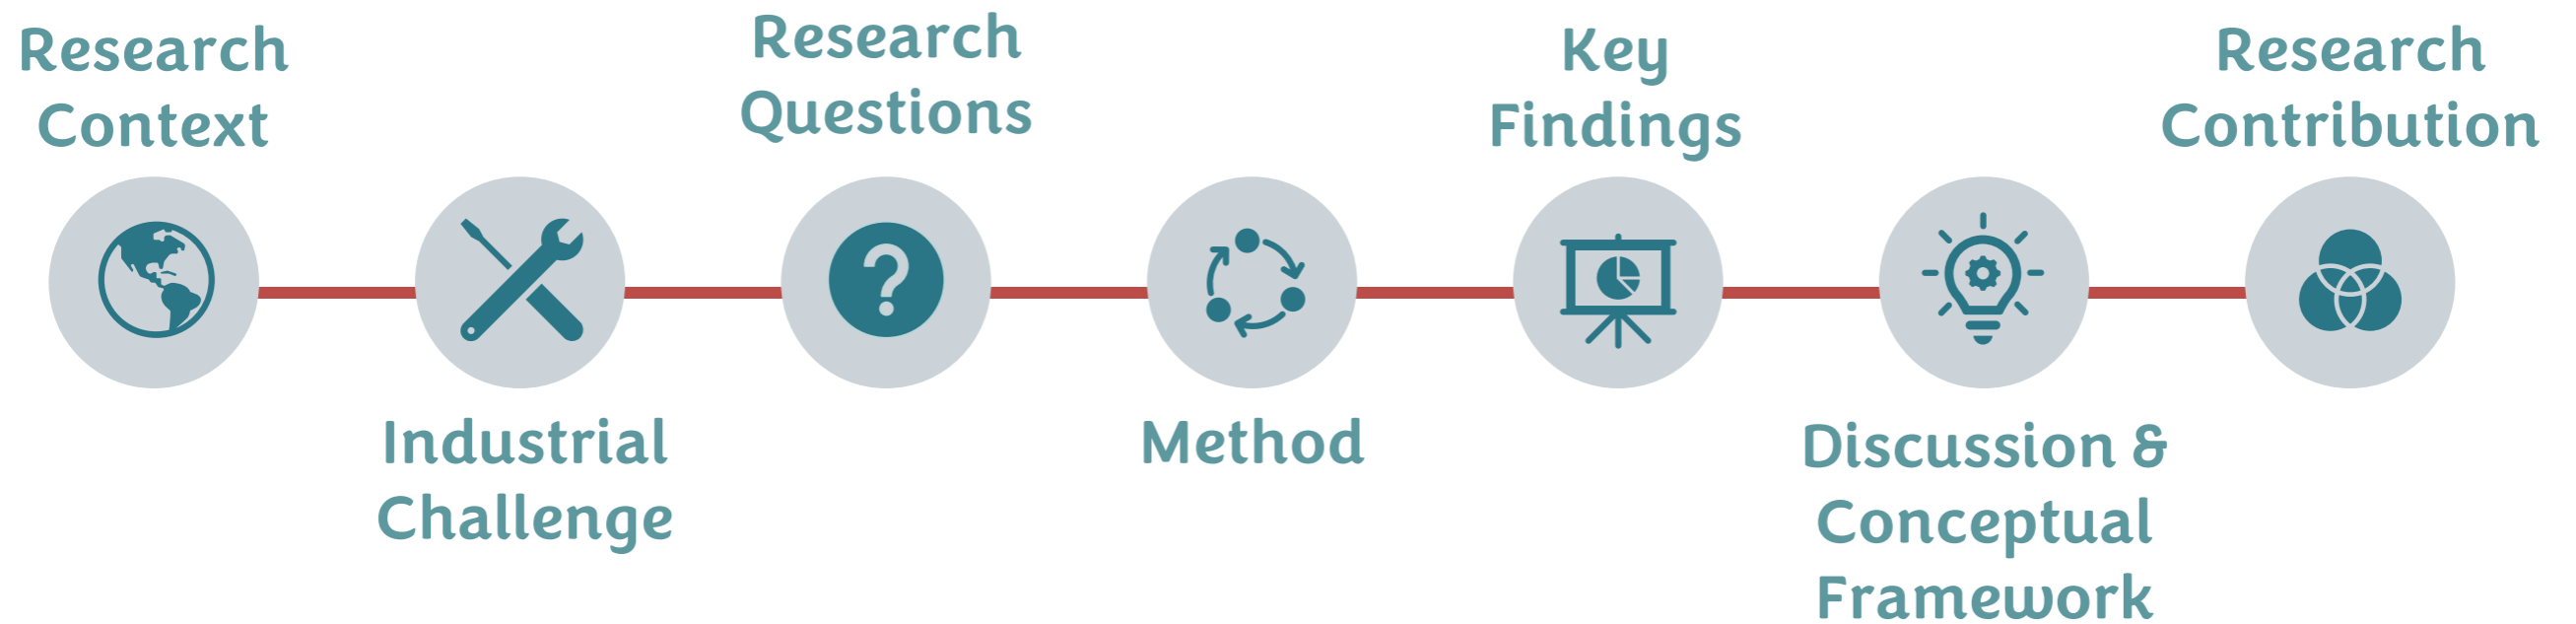 Research
Context
Industrial
Challenge
Research
Questions
Method
Key
Findings
Discussion &
Conceptual
Framework
Research
Contribution